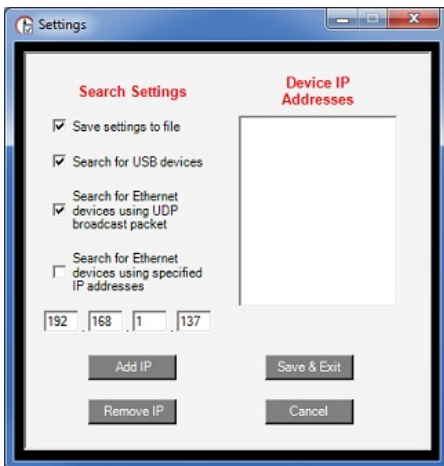 Settings
Search Settings
Save settings to file
Search for USB devices
Search for Ethernet
devices using UDP
broadcast packet
Search for Ethernet
devices using specified
IP addresses
192 . 168 . 1 . 137
Add IP
Remove IP
Device IP
Addresses
Save & Exit
Cancel